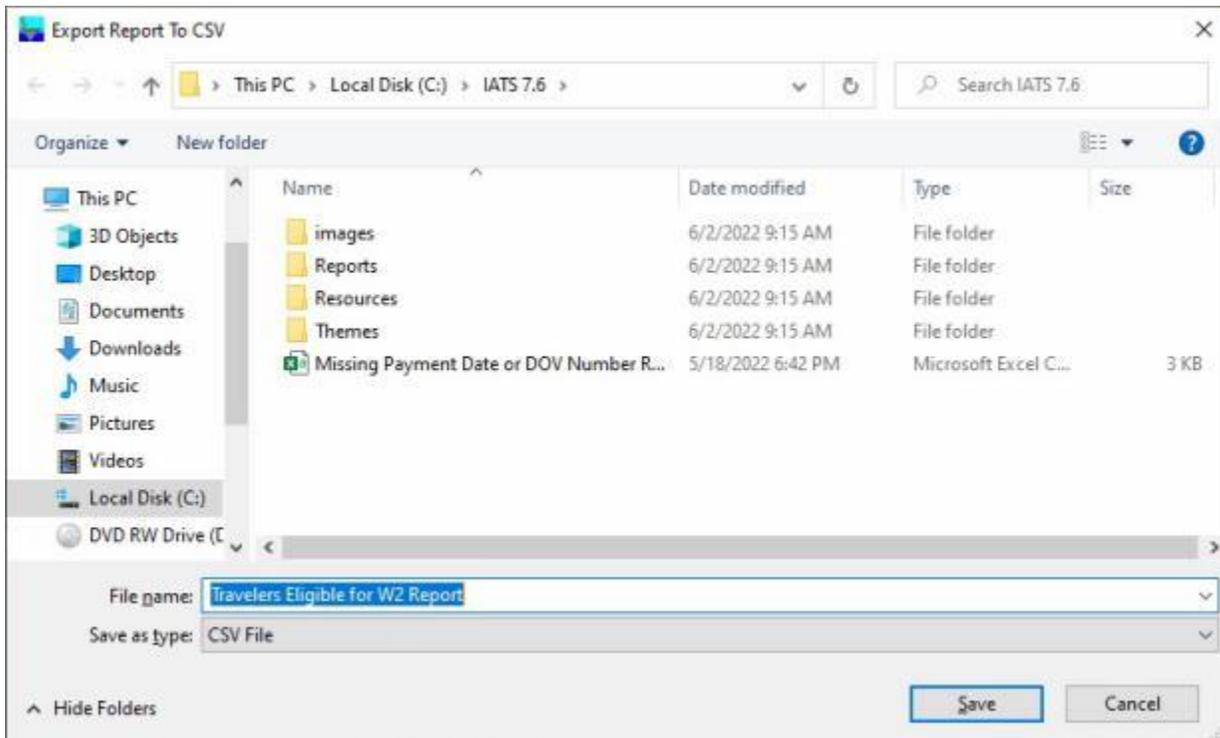 Export Report To CSV
This PC > Local Disk (C:) > IATS 7.6 >
Search IATS 7.6
Organize
New folder
Name
Date modified
Type
Size
This PC
3D Objects
Desktop
Documents
Downloads
Music
Pictures
Videos
Local Disk (C:)
DVD RW Drive (D
images 6/2/2022 9:15 AM File folder
Reports 6/2/2022 9:15 AM File folder
Resources 6/2/2022 9:15 AM File folder
Themes 6/2/2022 9:15 AM File folder
Missing Payment Date or DOV Number R... 5/18/2022 6:42 PM Microsoft Excel C... 3 KB
File name: Travelers Eligible for W2 Report
Save as type: CSV File
Hide Folders
Save
Cancel